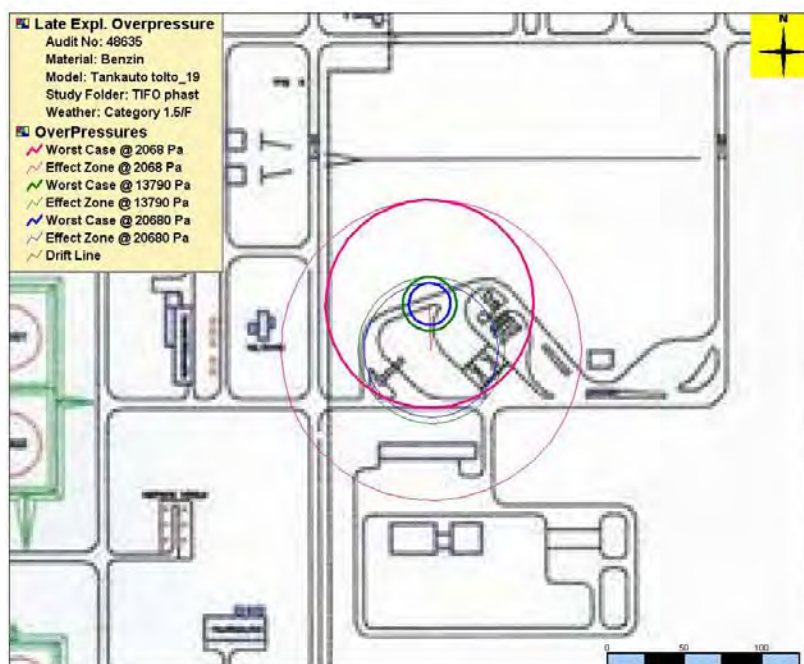 Late Expl. Overpressure
Audit No: 48635
Material: Benzin
Model: Tankauto tolto_19
Study Folder: TIFO phast
Weather: Category 1.5/F
OverPressures
Worst Case @ 2068 Pa
Effect Zone @ 2068 Pa
Worst Case @ 13790 Pa
Effect Zone @ 13790 Pa
Worst Case @ 20680 Pa
Effect Zone @ 20680 Pa
Drift Line
N
0 50 100